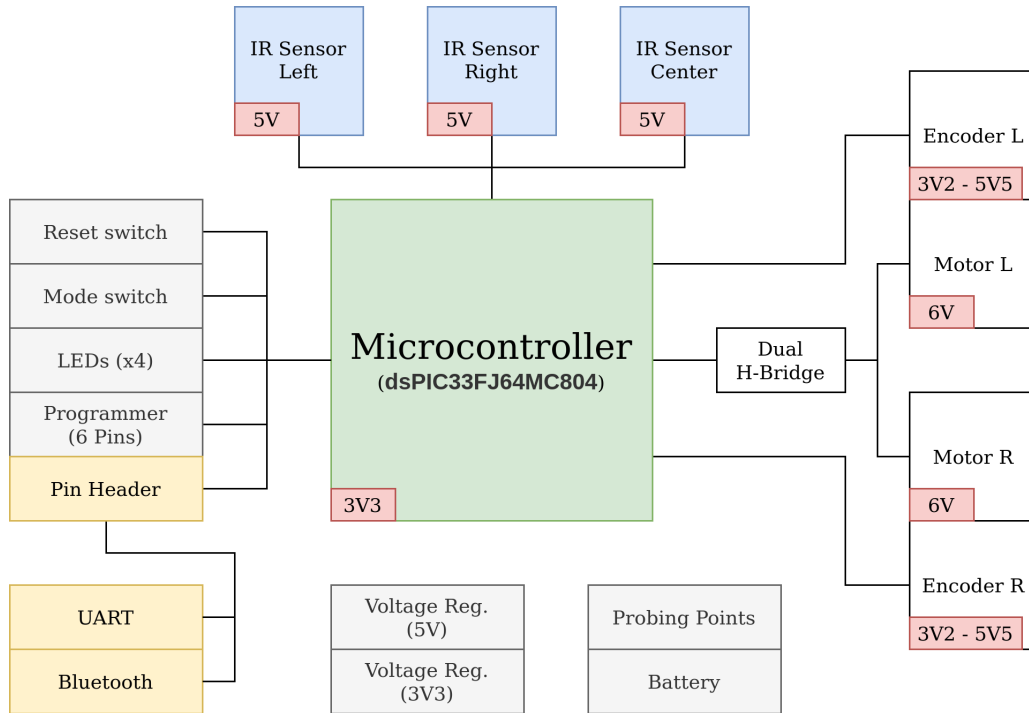 IR Sensor
Left
5V
IR Sensor
Right
5V
IR Sensor
Center
5V
Encoder L
3V2 - 5V5
Motor L
6V
Reset switch
Mode switch
LEDs (x4)
Programmer
(6 Pins)
Pin Header
Microcontroller
(dsPIC33FJ64MC804)
3V3
Dual
H-Bridge
Motor R
6V
Encoder R
3V2 - 5V5
UART
Bluetooth
Voltage Reg.
(5V)
Voltage Reg.
(3V3)
Probing Points
Battery